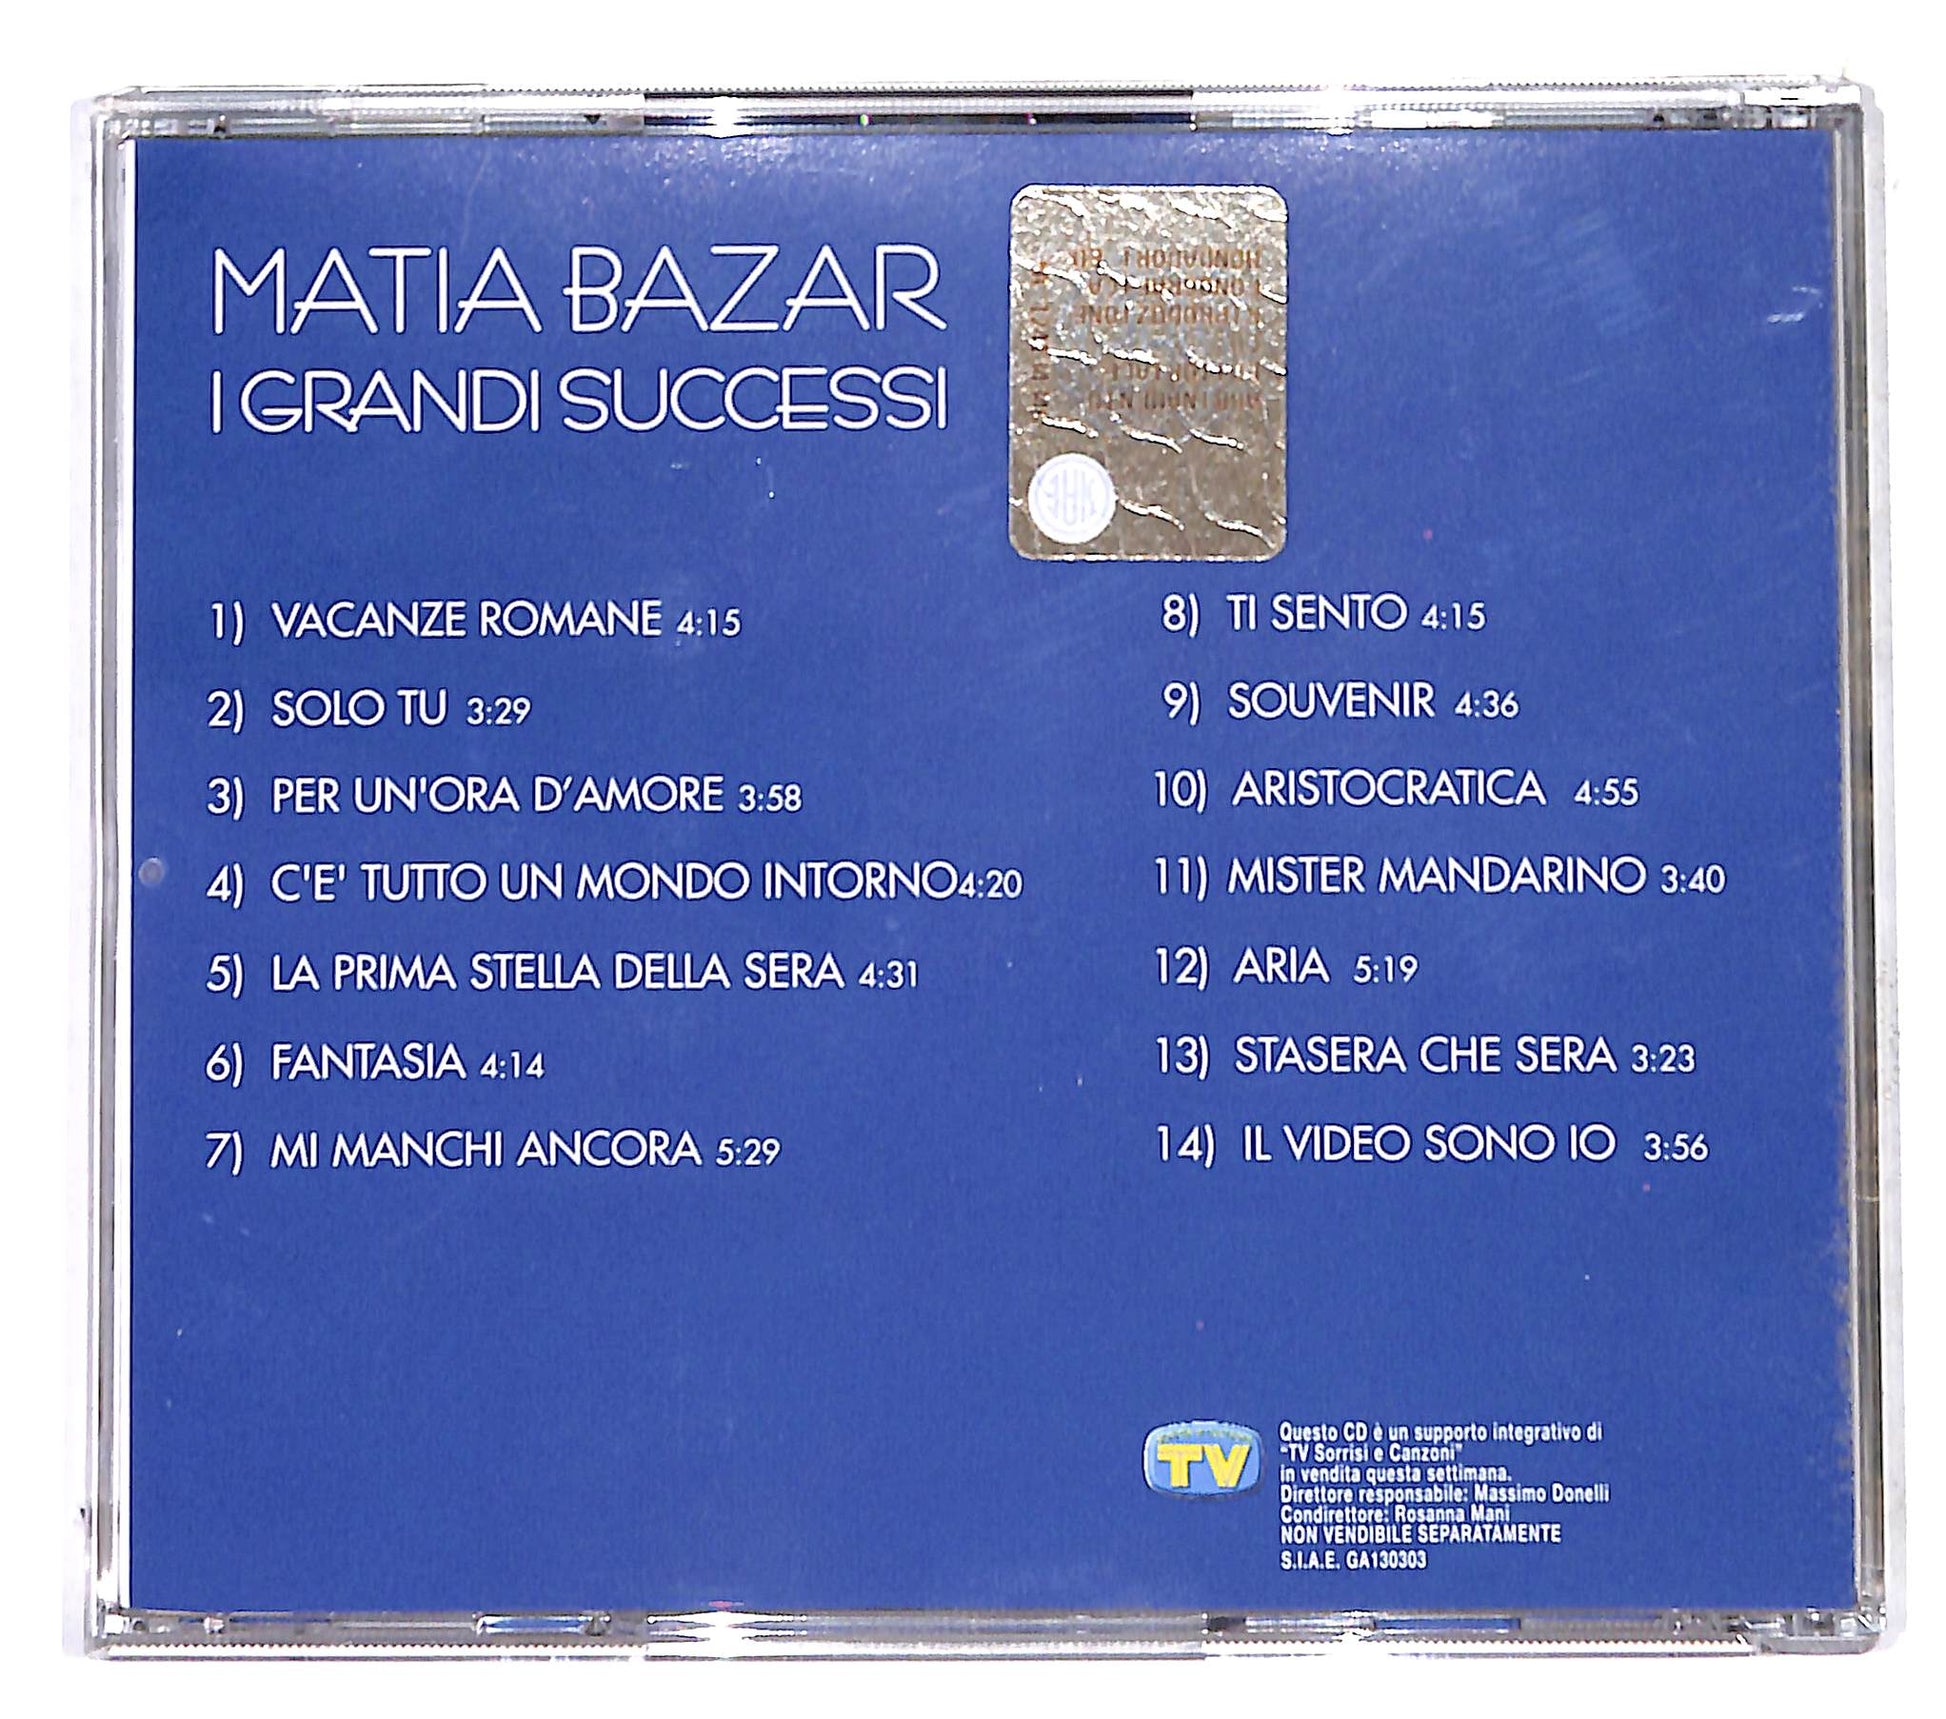 MATIA BAZAR
I GRANDI SUCCESSI
1) VACANZE ROMANE 4:15
2) SOLO TU 3:29
3) PER UN'ORA D’AMORE 3:58
4) C'E' TUTTO UN MONDO INTORNO4:20
5) LA PRIMA STELLA DELLA SERA 4:31
6) FANTASIA 4:14
7) MI MANCHI ANCORA 5:29
8) TI SENTO 4:15
9) SOUVENIR 4:36
10) ARISTOCRATICA 4:55
11) MISTER MANDARINO 3:40
12) ARIA 5:19
13) STASERA CHE SERA 3:23
14) IL VIDEO SONO IO 3:56
TV
Questo CD è un supporto integrativo di
"TV Sorrisi e Canzoni"
in vendita questa settimana.
Direttore responsabile: Massimo Donelli
Condirettore: Rosanna Mani
NON VENDIBILE SEPARATAMENTE
S.I.A.E. GA130303